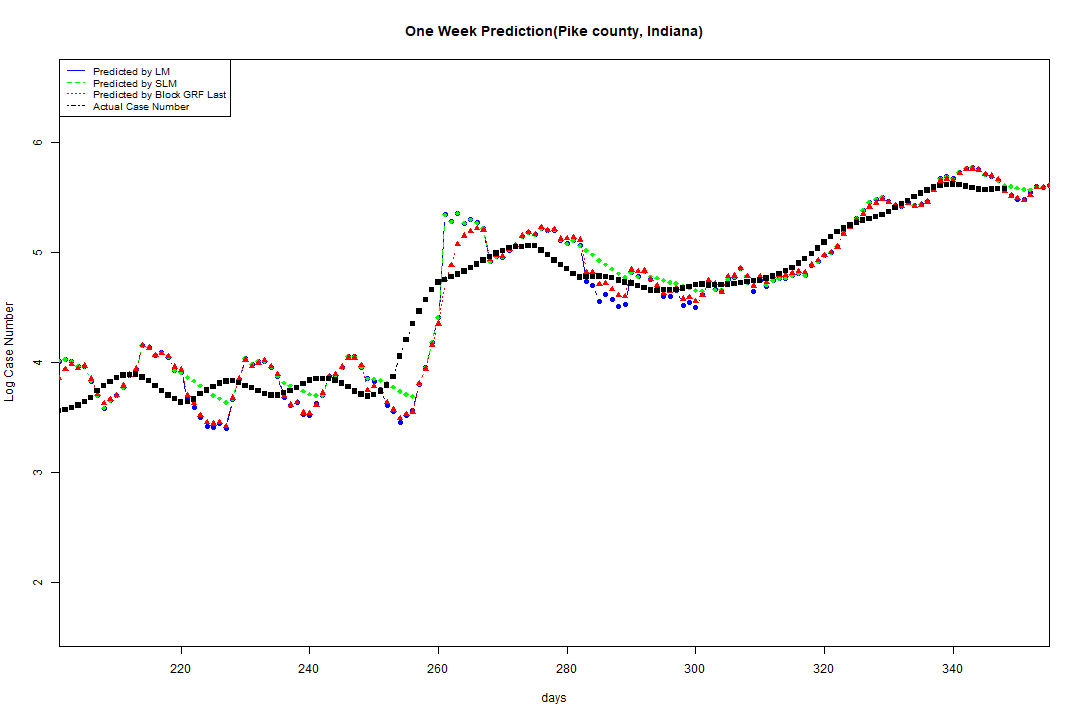 One Week Prediction(Pike county, Indiana)
Predicted by LM
Predicted by SLM
Predicted by Block GRF Last
Actual Case Number
6
5
4
3
2
Log Case Number
220 240 260 280 300 320 340
days